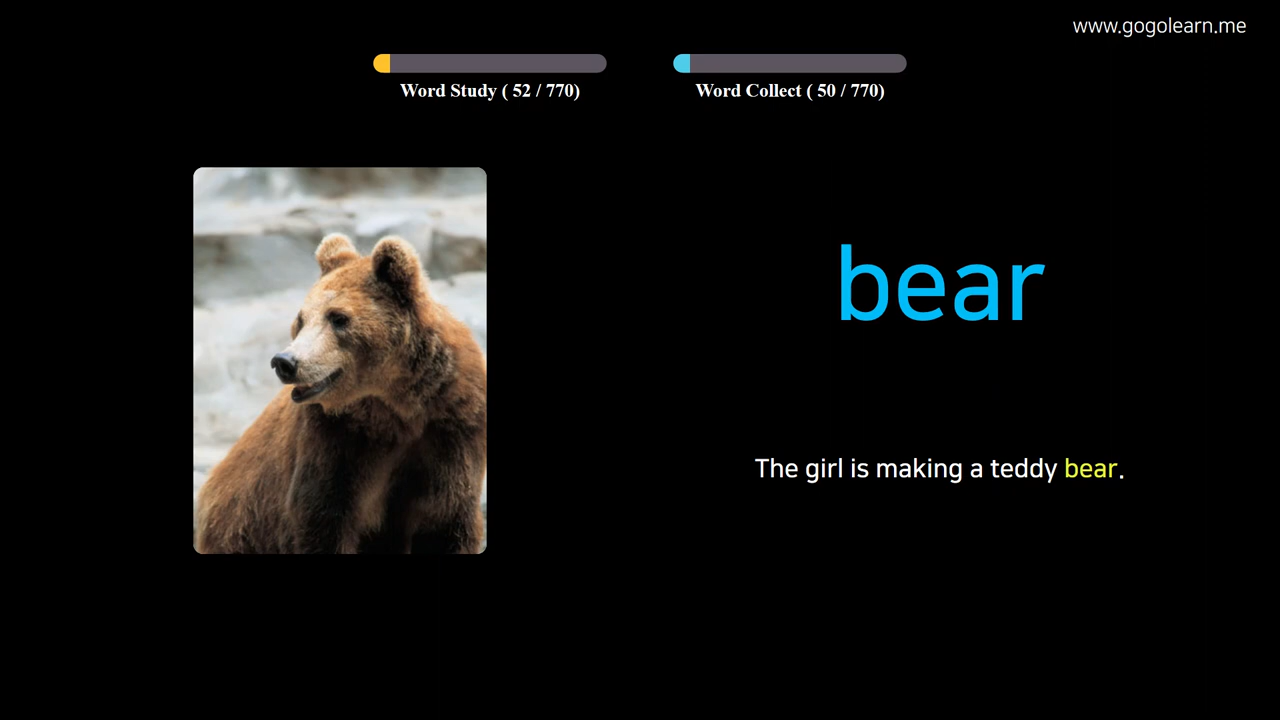 www.gogolearn.me
Word Study ( 52 / 770)
Word Collect ( 50 / 770)
bear
The girl is making a teddy bear.